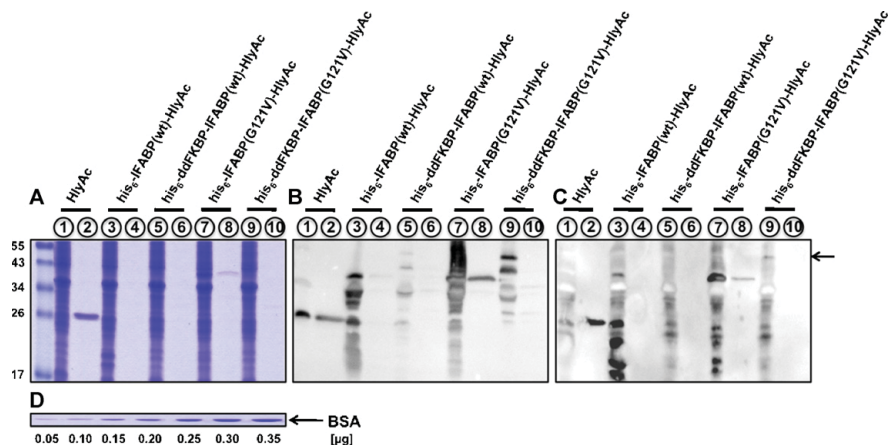 HlyAc
his6-IFABP(wt)-HlyAc
his6-ddFKBP-IFABP(wt)-HlyAc
his6-IFABP(G121V)-HlyAc
his6-ddFKBP-IFABP(G121V)-HlyAc
HlyAc
his6-IFABP(wt)-HlyAc
his6-ddFKBP-IFABP(wt)-HlyAc
his6-IFABP(G121V)-HlyAc
his6-ddFKBP-IFABP(G121V)-HlyAc
HlyAc
his6-IFABP(wt)-HlyAc
his6-ddFKBP-IFABP(wt)-HlyAc
his6-IFABP(G121V)-HlyAc
his6-ddFKBP-IFABP(G121V)-HlyAc
A B C
1 2 3 4 5 6 7 8 9 10 1 2 3 4 5 6 7 8 9 10 1 2 3 4 5 6 7 8 9 10
55
43
34
26
17
D
BSA
0.05 0.10 0.15 0.20 0.25 0.30 0.35 [µg]